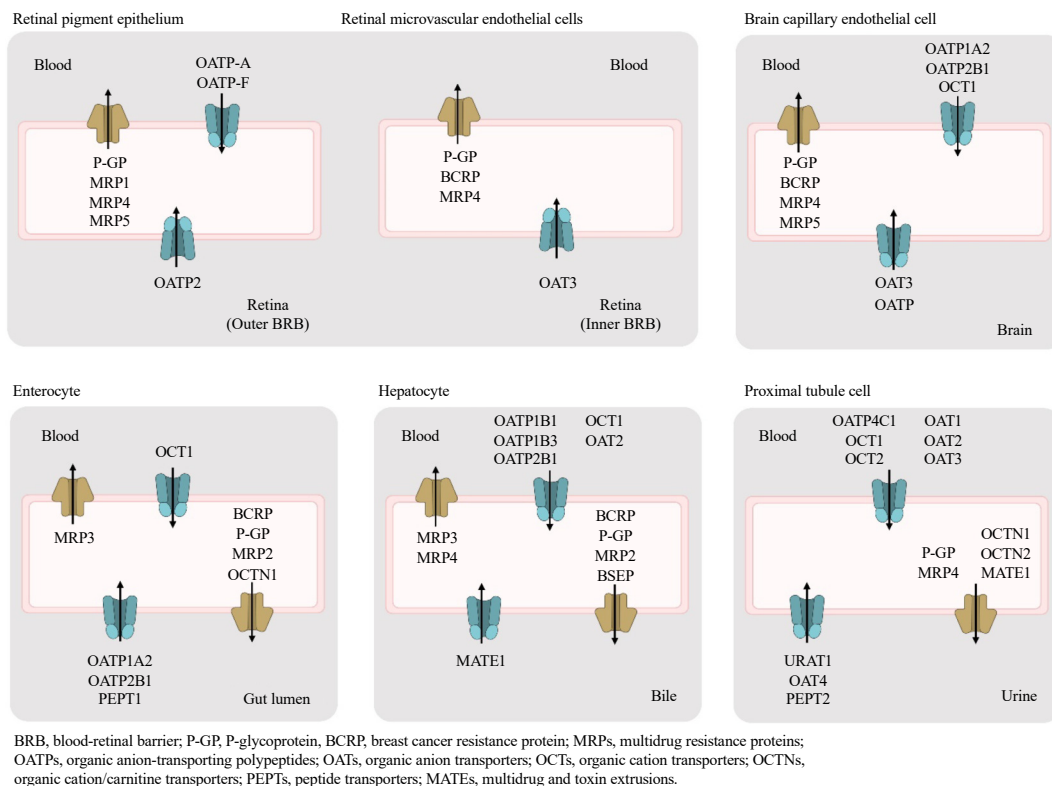 Retinal pigment epithelium
Retinal microvascular endothelial cells
Blood
OATP-A
OATP-F
P-GP
MRP1
MRP4
MRP5
OATP2
Retina
(Outer BRB)
Blood
P-GP
BCRP
MRP4
OAT3
Retina
(Inner BRB)
Brain capillary endothelial cell
Blood
OATP1A2
OATP2B1
OCT1
P-GP
BCRP
MRP4
MRP5
OAT3
OATP
Brain
Enterocyte
Blood
OCT1
MRP3
BCRP
P-GP
MRP2
OCTN1
OATP1A2
OATP2B1
PEPT1
Gut lumen
Hepatocyte
Blood
OATP1B1
OATP1B3
OATP2B1
OCT1
OAT2
MRP3
MRP4
BCRP
P-GP
MRP2
BSEP
MATE1
Bile
Proximal tubule cell
Blood
OATP4C1
OCT1
OCT2
OAT1
OAT2
OAT3
P-GP
MRP4
OCTN1
OCTN2
MATE1
URAT1
OAT4
PEPT2
Urine
BRB, blood-retinal barrier; P-GP, P-glycoprotein, BCRP, breast cancer resistance protein; MRPs, multidrug resistance proteins;
OATPs, organic anion-transporting polypeptides; OATs, organic anion transporters; OCTs, organic cation transporters; OCTNs,
organic cation/carnitine transporters; PEPTs, peptide transporters; MATEs, multidrug and toxin extrusions.